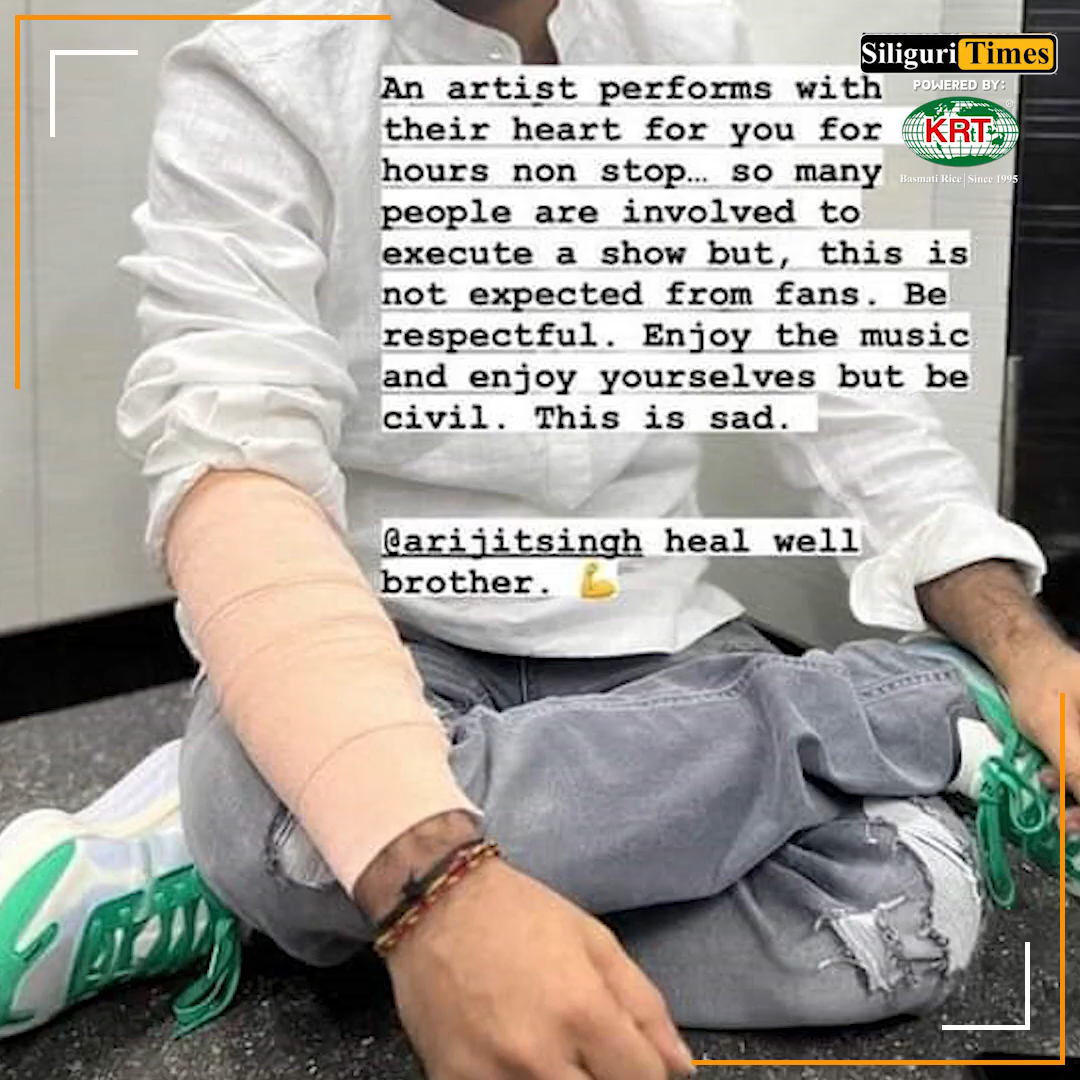 Siliguri Times
POWERED BY:
KRT
®
Basmati Rice | Since 1995
An artist performs with
their heart for you for
hours non stop… so many
people are involved to
execute a show but, this is
not expected from fans. Be
respectful. Enjoy the music
and enjoy yourselves but be
civil. This is sad.
@arijitsingh heal well
brother. 💪